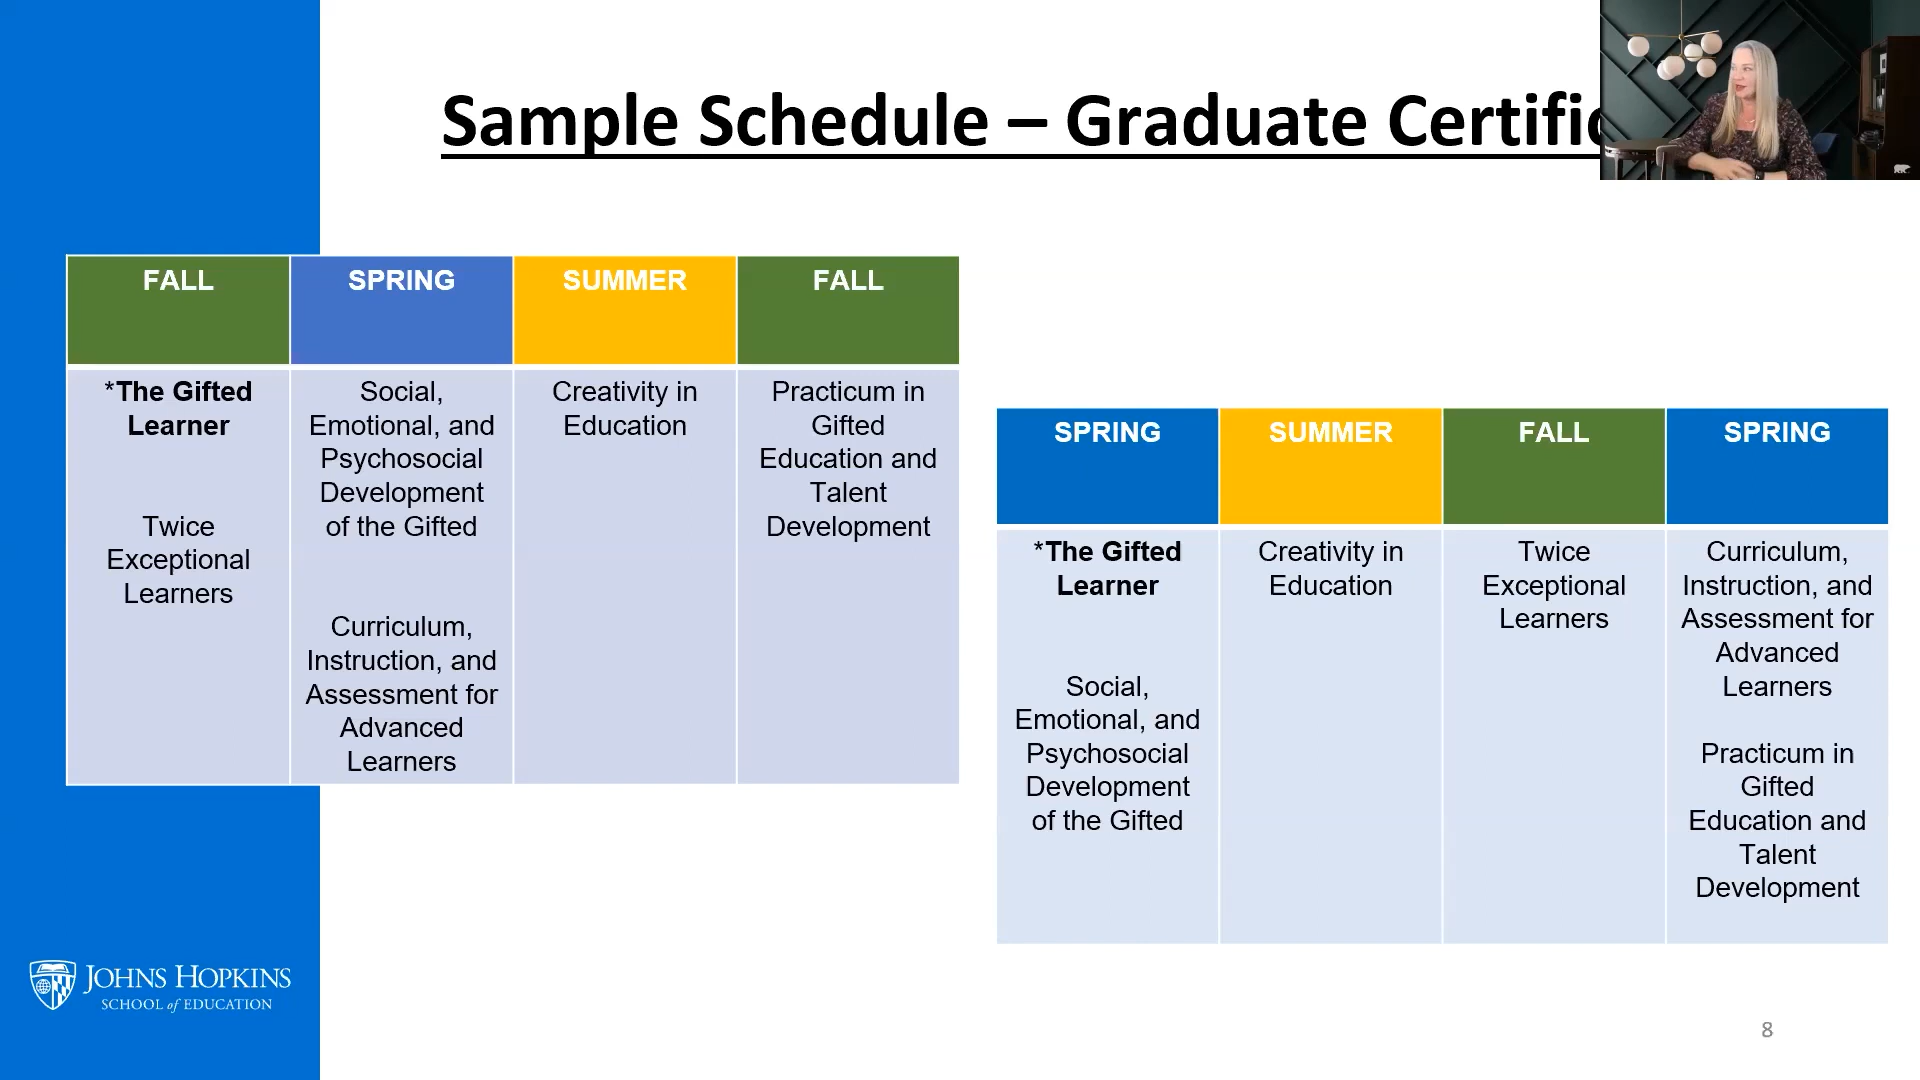 Sample Schedule – Graduate Certific
FALL
SPRING
SUMMER
FALL
*The Gifted
Learner
Twice
Exceptional
Learners
Social,
Emotional, and
Psychosocial
Development
of the Gifted
Curriculum,
Instruction, and
Assessment for
Advanced
Learners
Creativity in
Education
Practicum in
Gifted
Education and
Talent
Development
SPRING
SUMMER
FALL
SPRING
*The Gifted
Learner
Social,
Emotional, and
Psychosocial
Development
of the Gifted
Creativity in
Education
Twice
Exceptional
Learners
Curriculum,
Instruction, and
Assessment for
Advanced
Learners
Practicum in
Gifted
Education and
Talent
Development
JOHNS HOPKINS
SCHOOL of EDUCATION
8